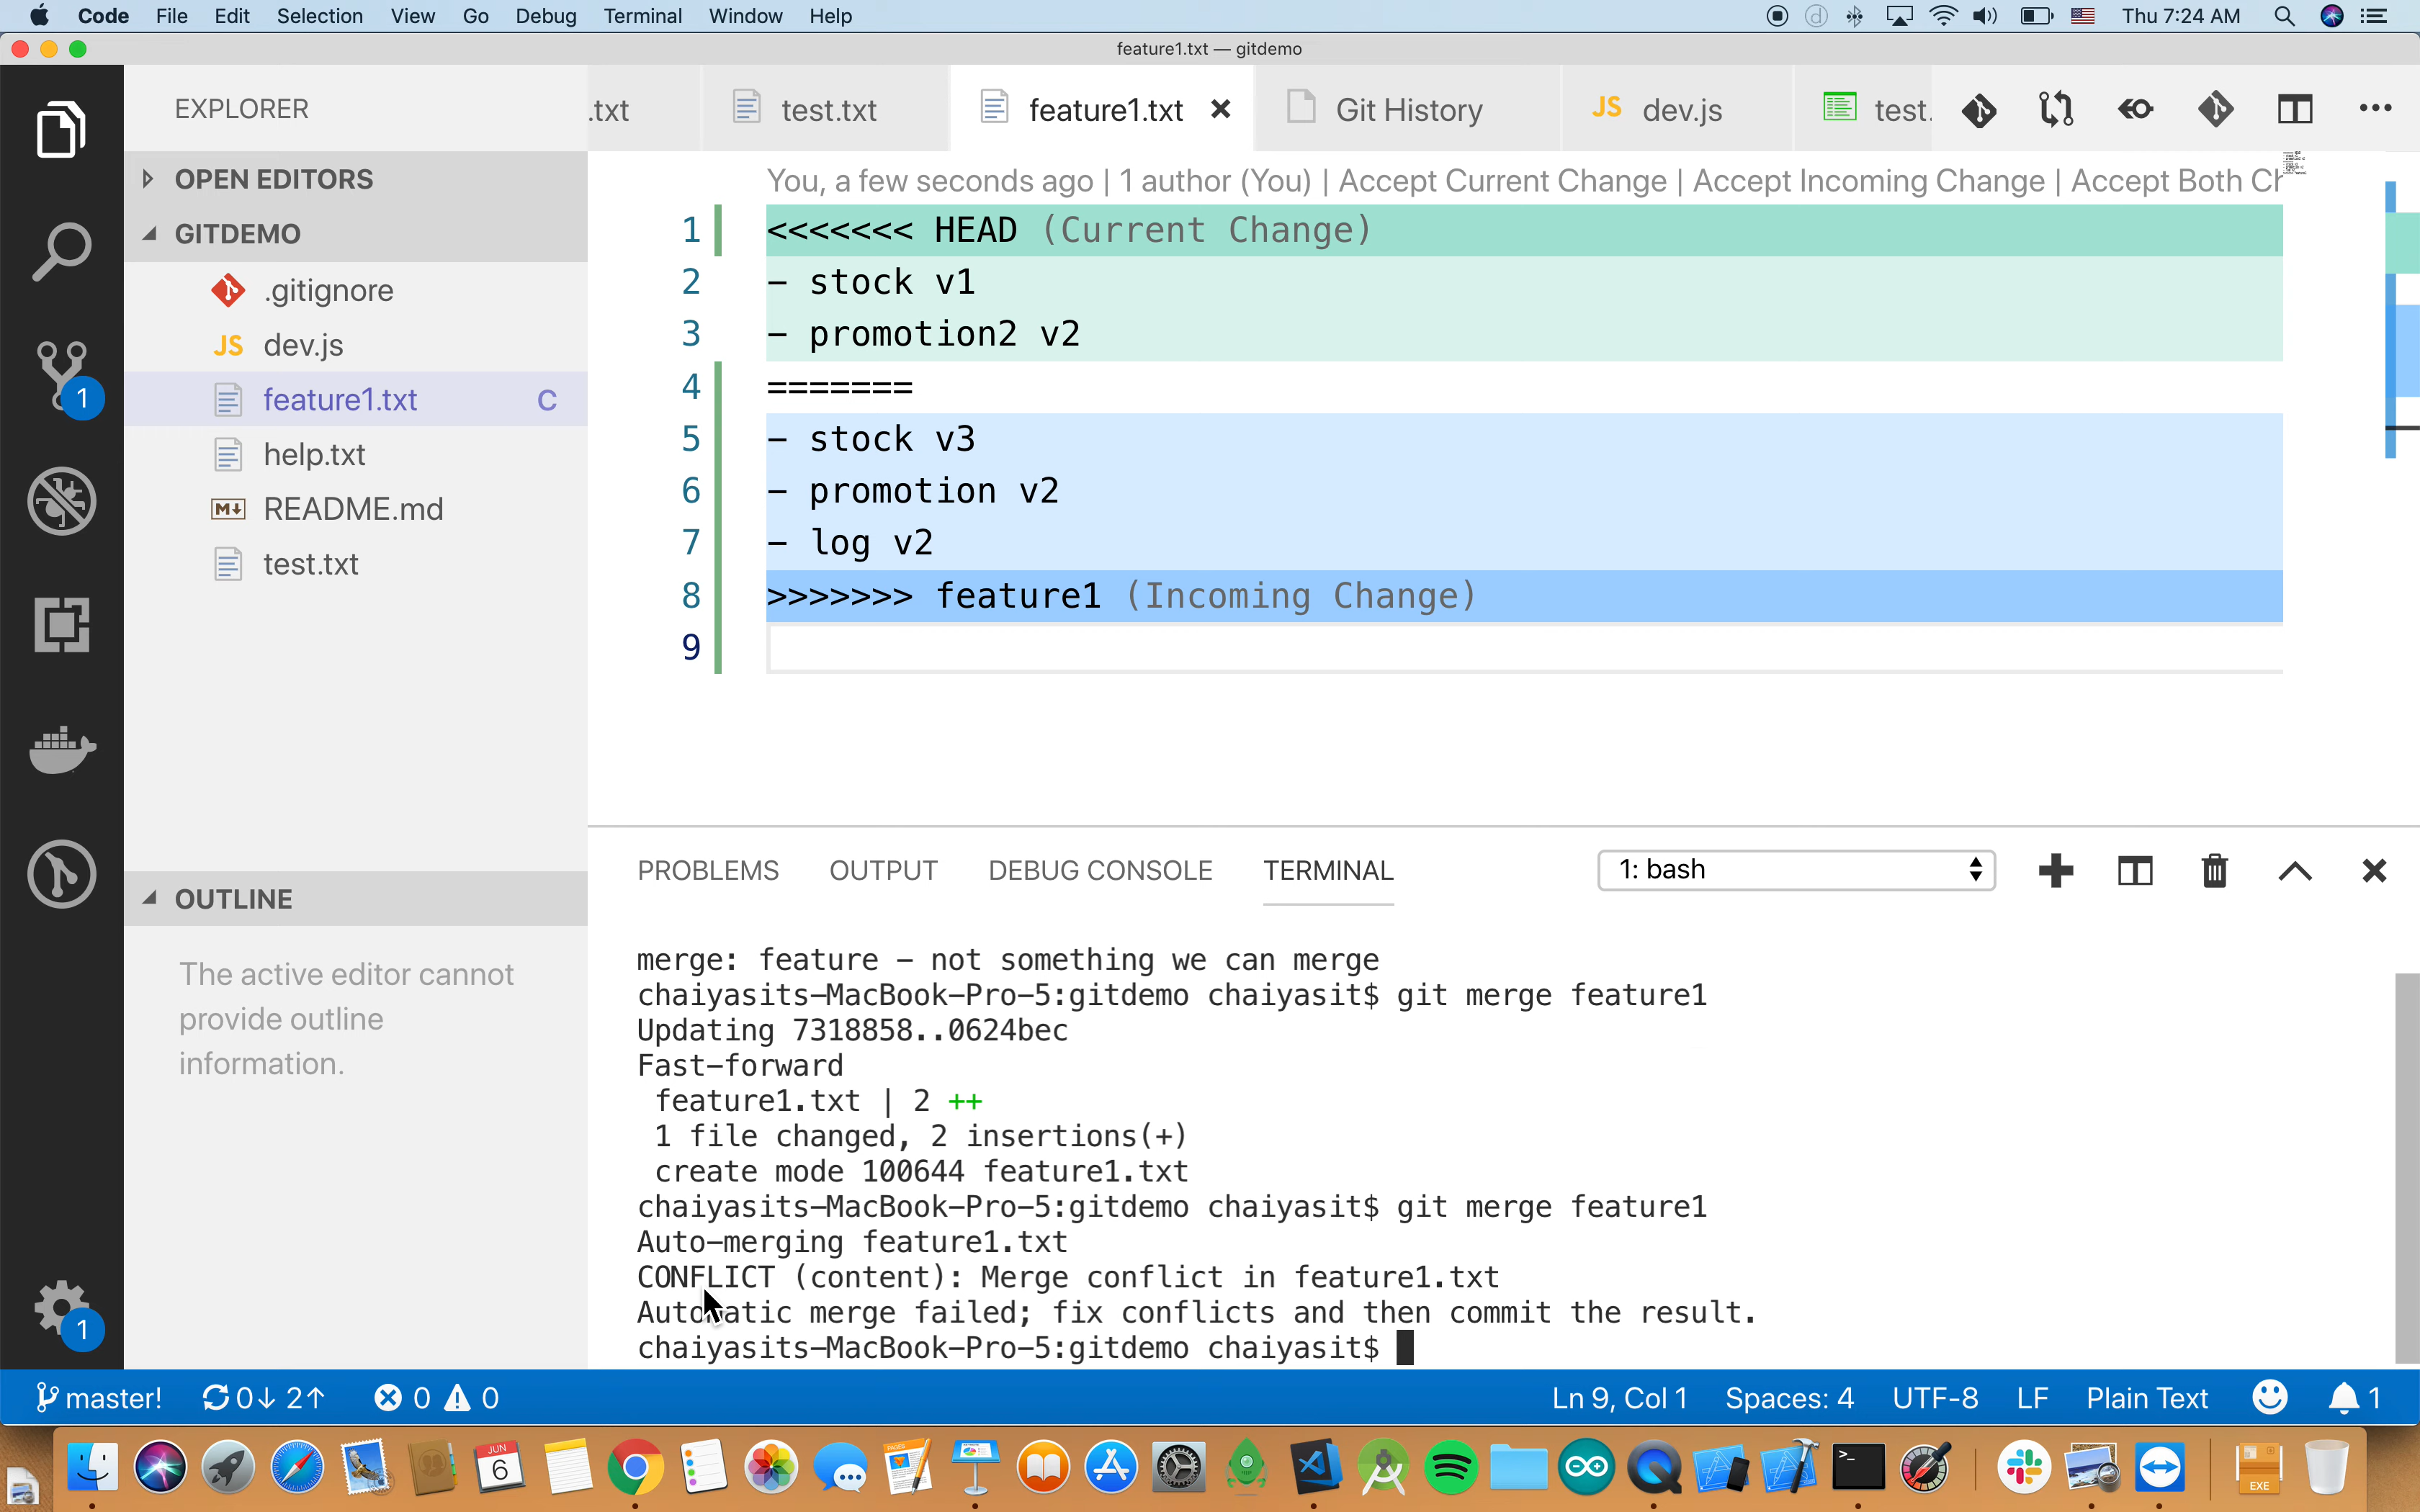 Code File Edit Selection View Go Debug Terminal Window Help Thu 7:24 AM
feature1.txt — gitdemo
EXPLORER
.txt test.txt feature1.txt Git History JS dev.js test.
OPEN EDITORS
GITDEMO
.gitignore
JS dev.js
feature1.txt C
help.txt
README.md
test.txt
1
OUTLINE
The active editor cannot
provide outline
information.
1
You, a few seconds ago | 1 author (You) | Accept Current Change | Accept Incoming Change | Accept Both Ch
1 <<<<<<< HEAD (Current Change)
2 - stock v1
3 - promotion2 v2
4 =======
5 - stock v3
6 - promotion v2
7 - log v2
8 >>>>>>> feature1 (Incoming Change)
9
PROBLEMS OUTPUT DEBUG CONSOLE TERMINAL 1: bash
merge: feature - not something we can merge
chaiyasits-MacBook-Pro-5:gitdemo chaiyasit$ git merge feature1
Updating 7318858..0624bec
Fast-forward
feature1.txt | 2 ++
1 file changed, 2 insertions(+)
create mode 100644 feature1.txt
chaiyasits-MacBook-Pro-5:gitdemo chaiyasit$ git merge feature1
Auto-merging feature1.txt
CONFLICT (content): Merge conflict in feature1.txt
Automatic merge failed; fix conflicts and then commit the result.
chaiyasits-MacBook-Pro-5:gitdemo chaiyasit$
master! 0↓ 2↑ 0 0 Ln 9, Col 1 Spaces: 4 UTF-8 LF Plain Text 1
JUN
6
PAGES
EXE